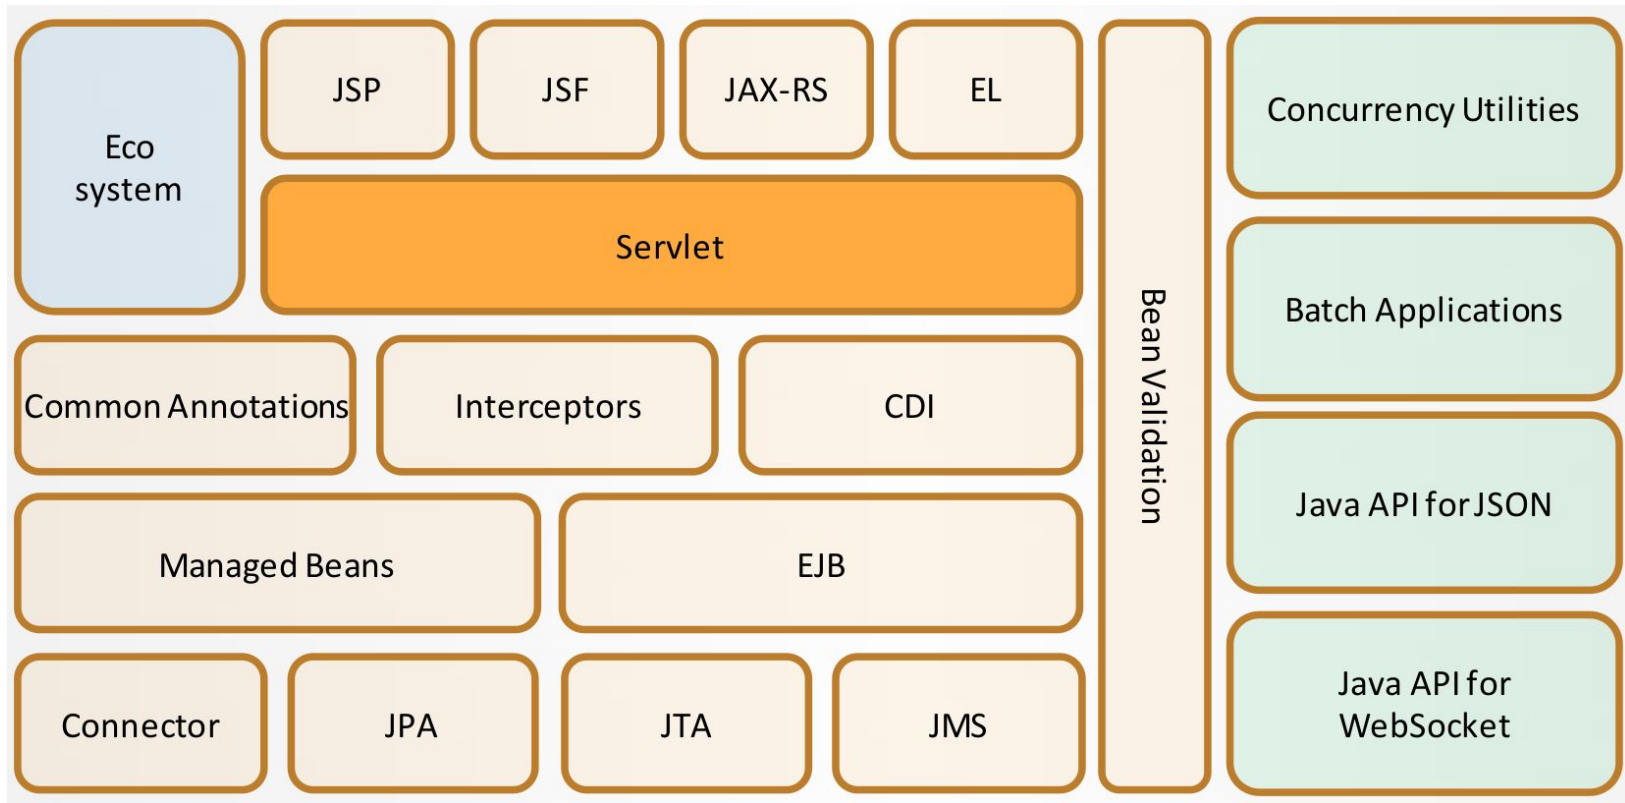 Eco
system
JSP
JSF
JAX-RS
EL
Servlet
Common Annotations
Interceptors
CDI
Managed Beans
EJB
Connector
JPA
JTA
JMS
Bean Validation
Concurrency Utilities
Batch Applications
Java API for JSON
Java API for
WebSocket